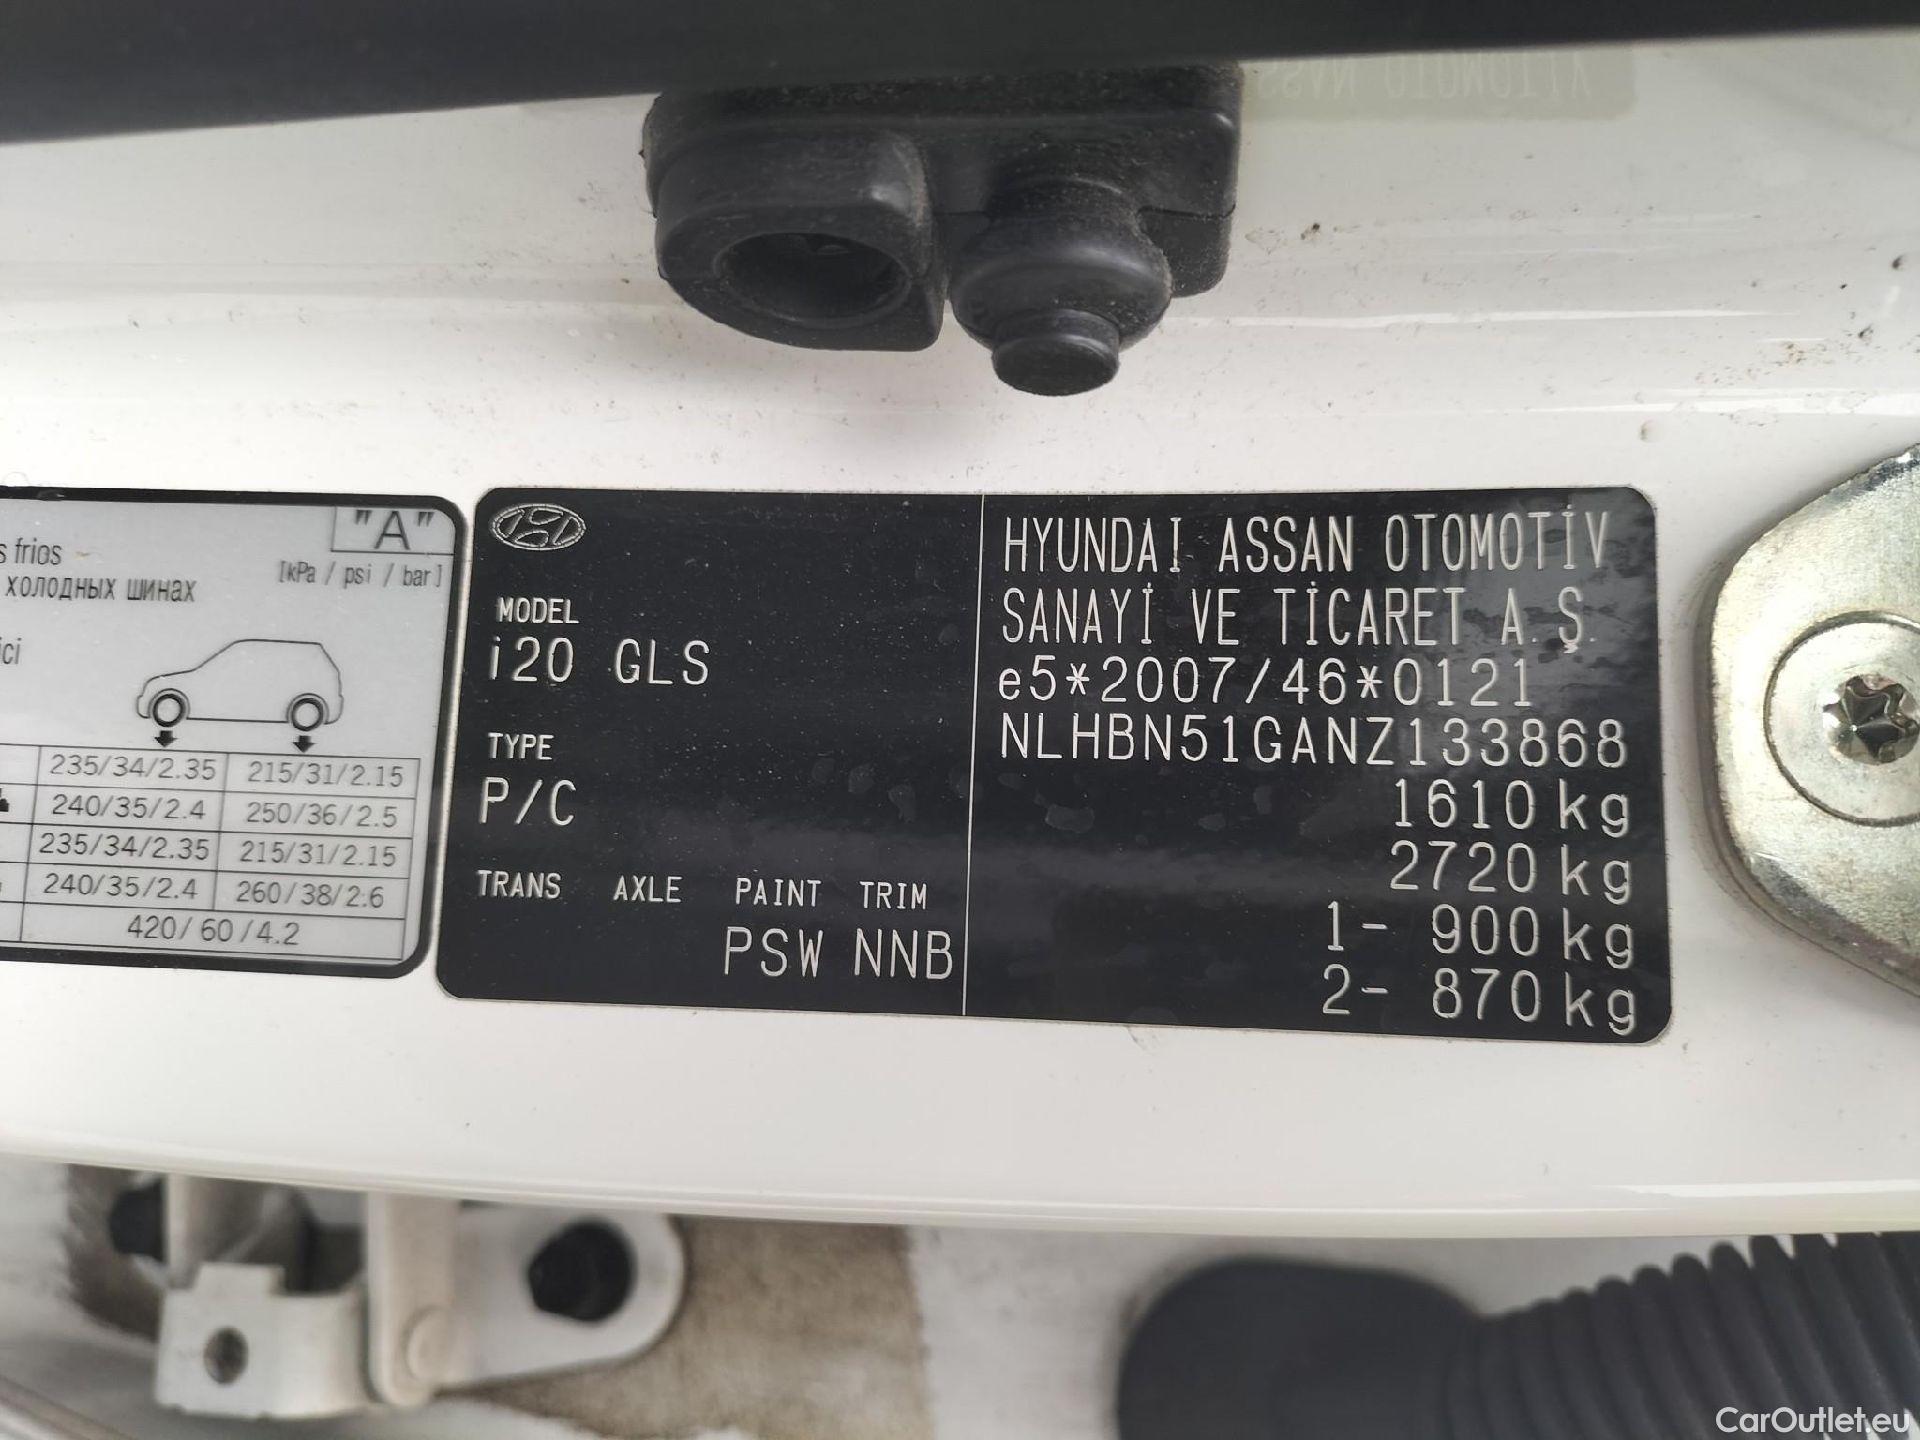 "A"
s frios
[kPa / psi / bar]
холодных шинах
ici
235/34/2.35 215/31/2.15
240/35/2.4 250/36/2.5
235/34/2.35 215/31/2.15
240/35/2.4 260/38/2.6
420/60/4.2
MODEL
i20 GLS
TYPE
P/C
TRANS AXLE PAINT TRIM
PSW NNB
HYUNDAI ASSAN OTOMOTİV
SANAYİ VE TİCARET A.Ş.
e5*2007/46*0121
NLHBN51GANZ133868
1610 kg
2720 kg
1- 900 kg
2- 870 kg
CarOutlet.eu